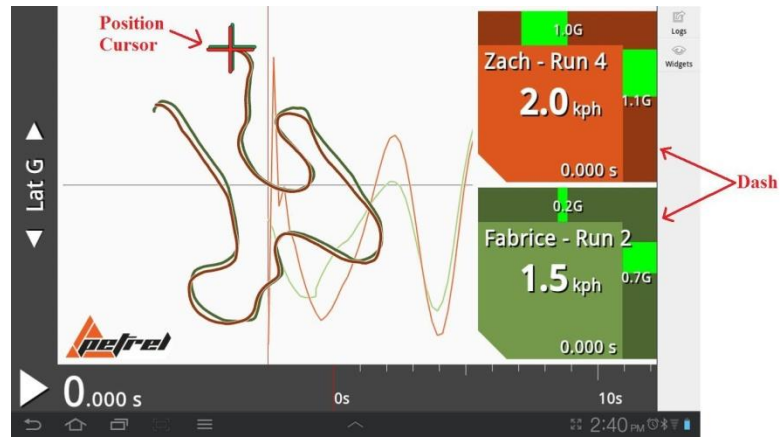 Position
Cursor
1.0G
Zach - Run 4
2.0 kph
1.1G
0.000 s
Logs
Widgets
Dash
0.2G
Fabrice - Run 2
1.5 kph
0.7G
0.000 s
◄ Lat G ►
petrel
0.000 s
0s
10s
2:40 PM